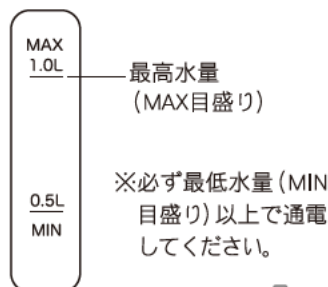 MAX
1.0L
最高水量
(MAX目盛り)
0.5L
MIN
※必ず最低水量(MIN
目盛り)以上で通電
してください。